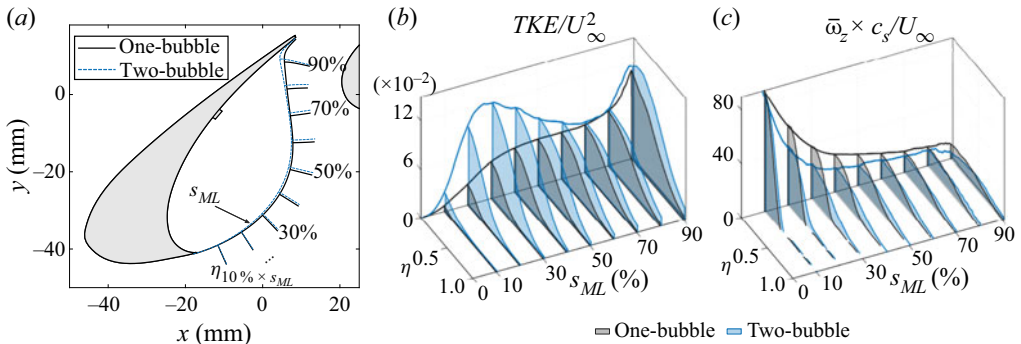 (a)
One-bubble
Two-bubble
90%
70%
50%
30%
s_ML
η_10 % × s_ML
...
0
−20
−40
y (mm)
−40 −20 0 20
x (mm)
(b)
TKE/U²_∞
(×10⁻²)
12
6
0
η 0.5
1.0
0 10 30 50 70 90
s_ML (%)
(c)
ω̄_z × c_s/U_∞
80
40
0
η 0.5
1.0
0 10 30 50 70 90
s_ML (%)
One-bubble Two-bubble